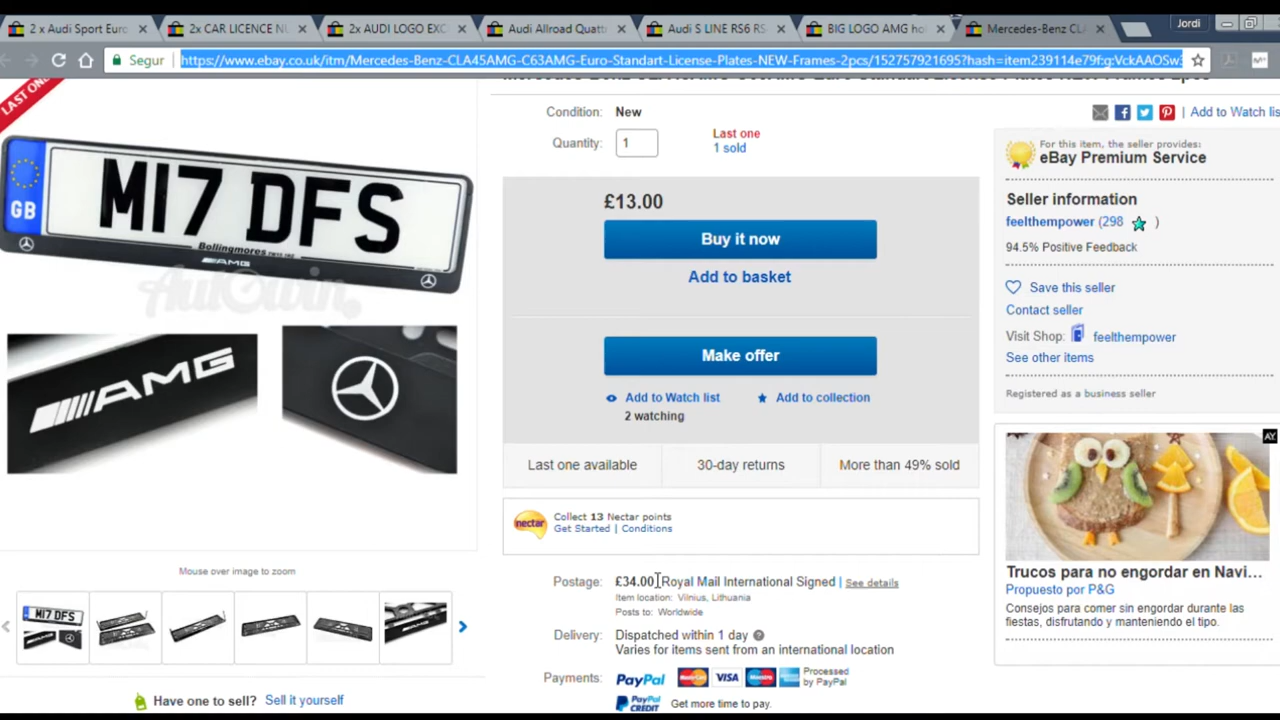 2 x Audi Sport Euro
2x CAR LICENCE NU
2x AUDI LOGO EXC
Audi Allroad Quatt
Audi S LINE RS6 RS
BIG LOGO AMG ho
Mercedes-Benz CLA
Jordi
Segur
https://www.ebay.co.uk/itm/Mercedes-Benz-CLA45AMG-C63AMG-Euro-Standart-License-Plates-NEW-Frames-2pcs/152757921695?hash=item239114e79f:g:VckAAOSw
LAST ON
GB
M17 DFS
Bollingmores
AMG
AutOwin
AMG
Mouse over image to zoom
M17 DFS
Have one to sell? Sell it yourself
Condition: New
Quantity: 1
Last one
1 sold
£13.00
Buy it now
Add to basket
Make offer
Add to Watch list
Add to collection
2 watching
Last one available
30-day returns
More than 49% sold
nectar
Collect 13 Nectar points
Get Started | Conditions
Postage: £34.00 Royal Mail International Signed | See details
Item location: Vilnius, Lithuania
Posts to: Worldwide
Delivery: Dispatched within 1 day
Varies for items sent from an international location
Payments: PayPal MasterCard VISA Maestro Processed
by PayPal
PayPal
CREDIT
Get more time to pay.
Add to Watch lis
For this item, the seller provides:
eBay Premium Service
Seller information
feelthempower (298 )
94.5% Positive Feedback
Save this seller
Contact seller
Visit Shop: feelthempower
See other items
Registered as a business seller
Trucos para no engordar en Navi...
Propuesto por P&G
Consejos para comer sin engordar durante las
fiestas, disfrutando y manteniendo el tipo.